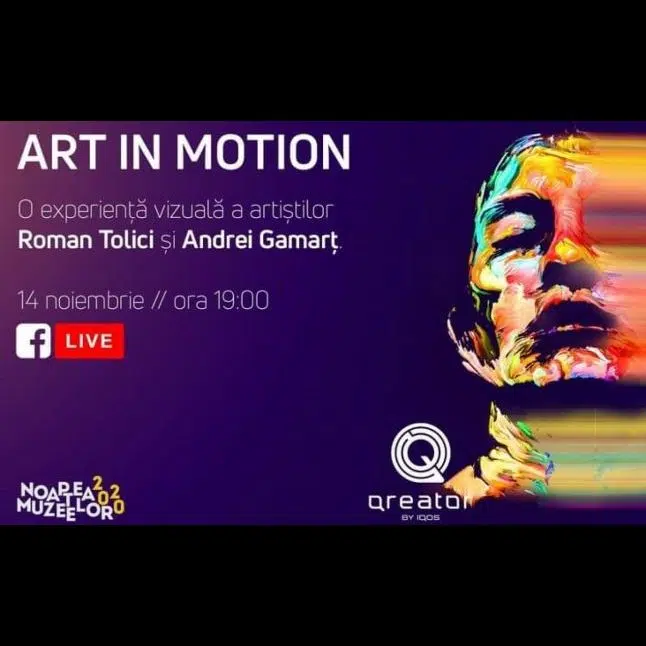 ART IN MOTION
O experiență vizuală a artiștilor
Roman Tolici și Andrei Gamarț.
14 noiembrie // ora 19:00
f LIVE
NOAPTEA 2020
MUZEELOR
Qreator
BY IQOS